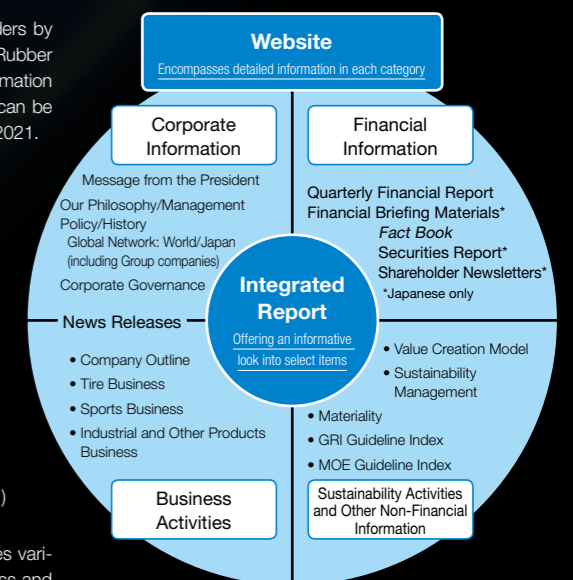 ders by
Rubber
mation
can be
2021.
)
es vari-
ss and
Website
Encompasses detailed information in each category
Corporate
Information
Message from the President
Our Philosophy/Management
Policy/History
Global Network: World/Japan
(including Group companies)
Corporate Governance
Financial
Information
Quarterly Financial Report
Financial Briefing Materials*
Fact Book
Securities Report*
Shareholder Newsletters*
*Japanese only
Integrated
Report
Offering an informative
look into select items
News Releases
• Company Outline
• Tire Business
• Sports Business
• Industrial and Other Products
Business
Business
Activities
• Value Creation Model
• Sustainability
Management
• Materiality
• GRI Guideline Index
• MOE Guideline Index
Sustainability Activities
and Other Non-Financial
Information